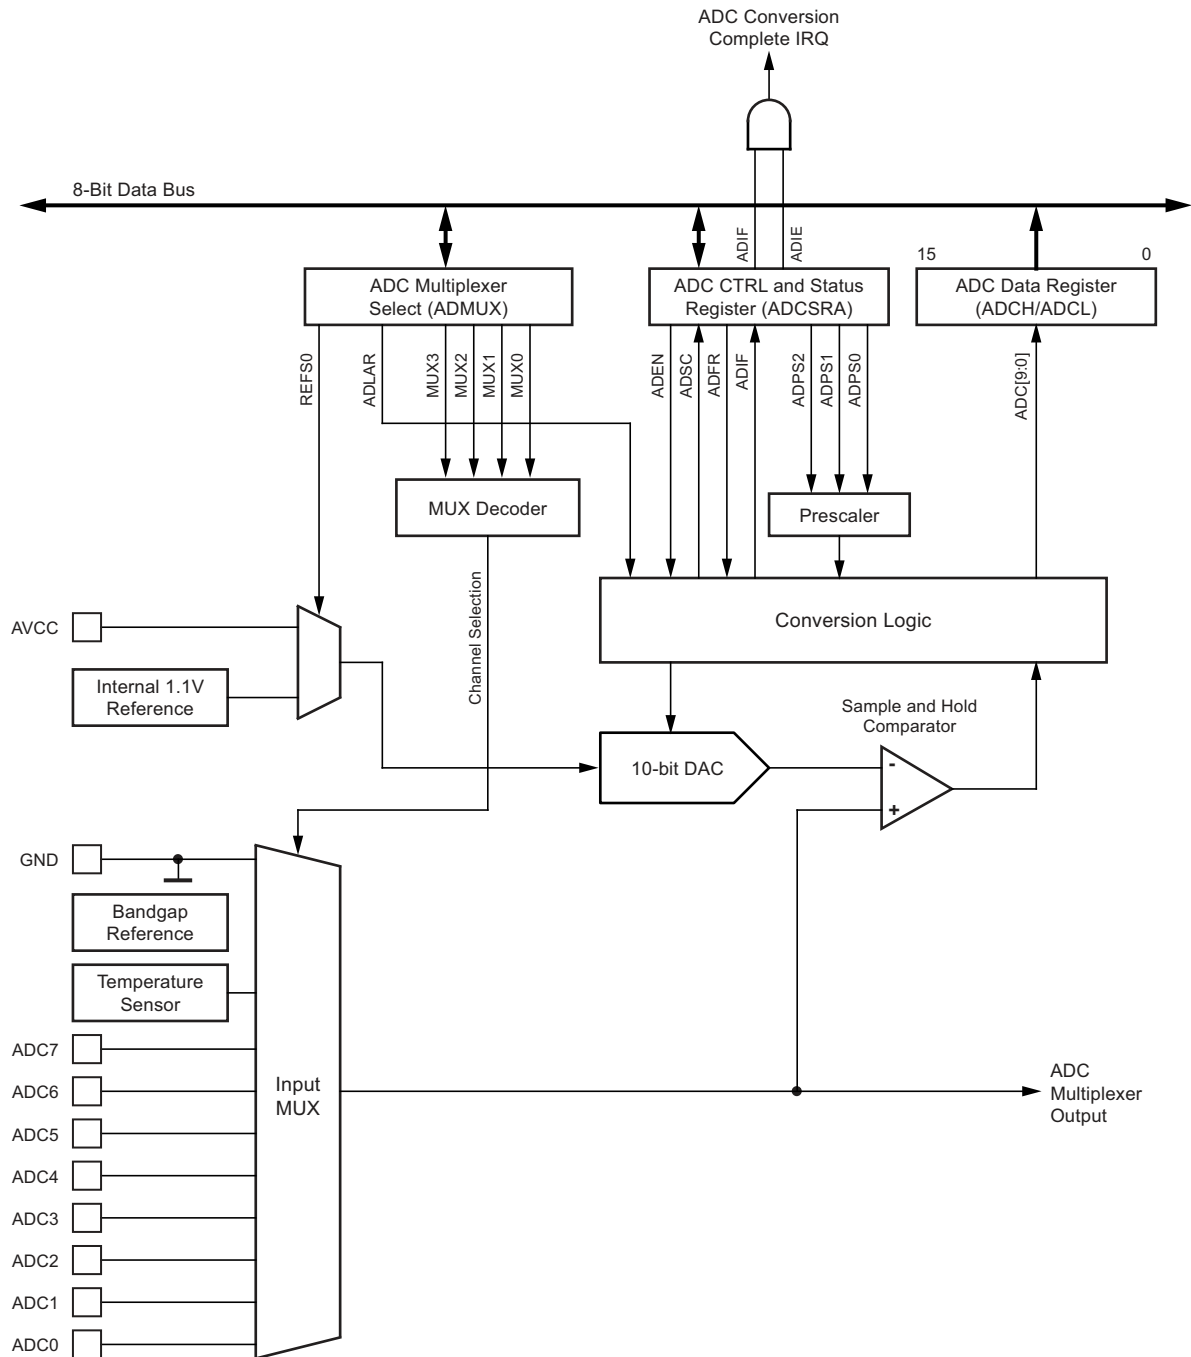 ADC Conversion
Complete IRQ
8-Bit Data Bus
ADIF
ADIE
15
0
ADC Multiplexer
Select (ADMUX)
ADC CTRL and Status
Register (ADCSRA)
ADC Data Register
(ADCH/ADCL)
REFS0
ADLAR
MUX3
MUX2
MUX1
MUX0
ADEN
ADSC
ADFR
ADIF
ADPS2
ADPS1
ADPS0
ADC[9:0]
MUX Decoder
Prescaler
Channel Selection
Conversion Logic
AVCC
Internal 1.1V
Reference
Sample and Hold
Comparator
10-bit DAC
-
+
GND
Bandgap
Reference
Temperature
Sensor
ADC7
ADC6
ADC5
ADC4
ADC3
ADC2
ADC1
ADC0
Input
MUX
ADC
Multiplexer
Output